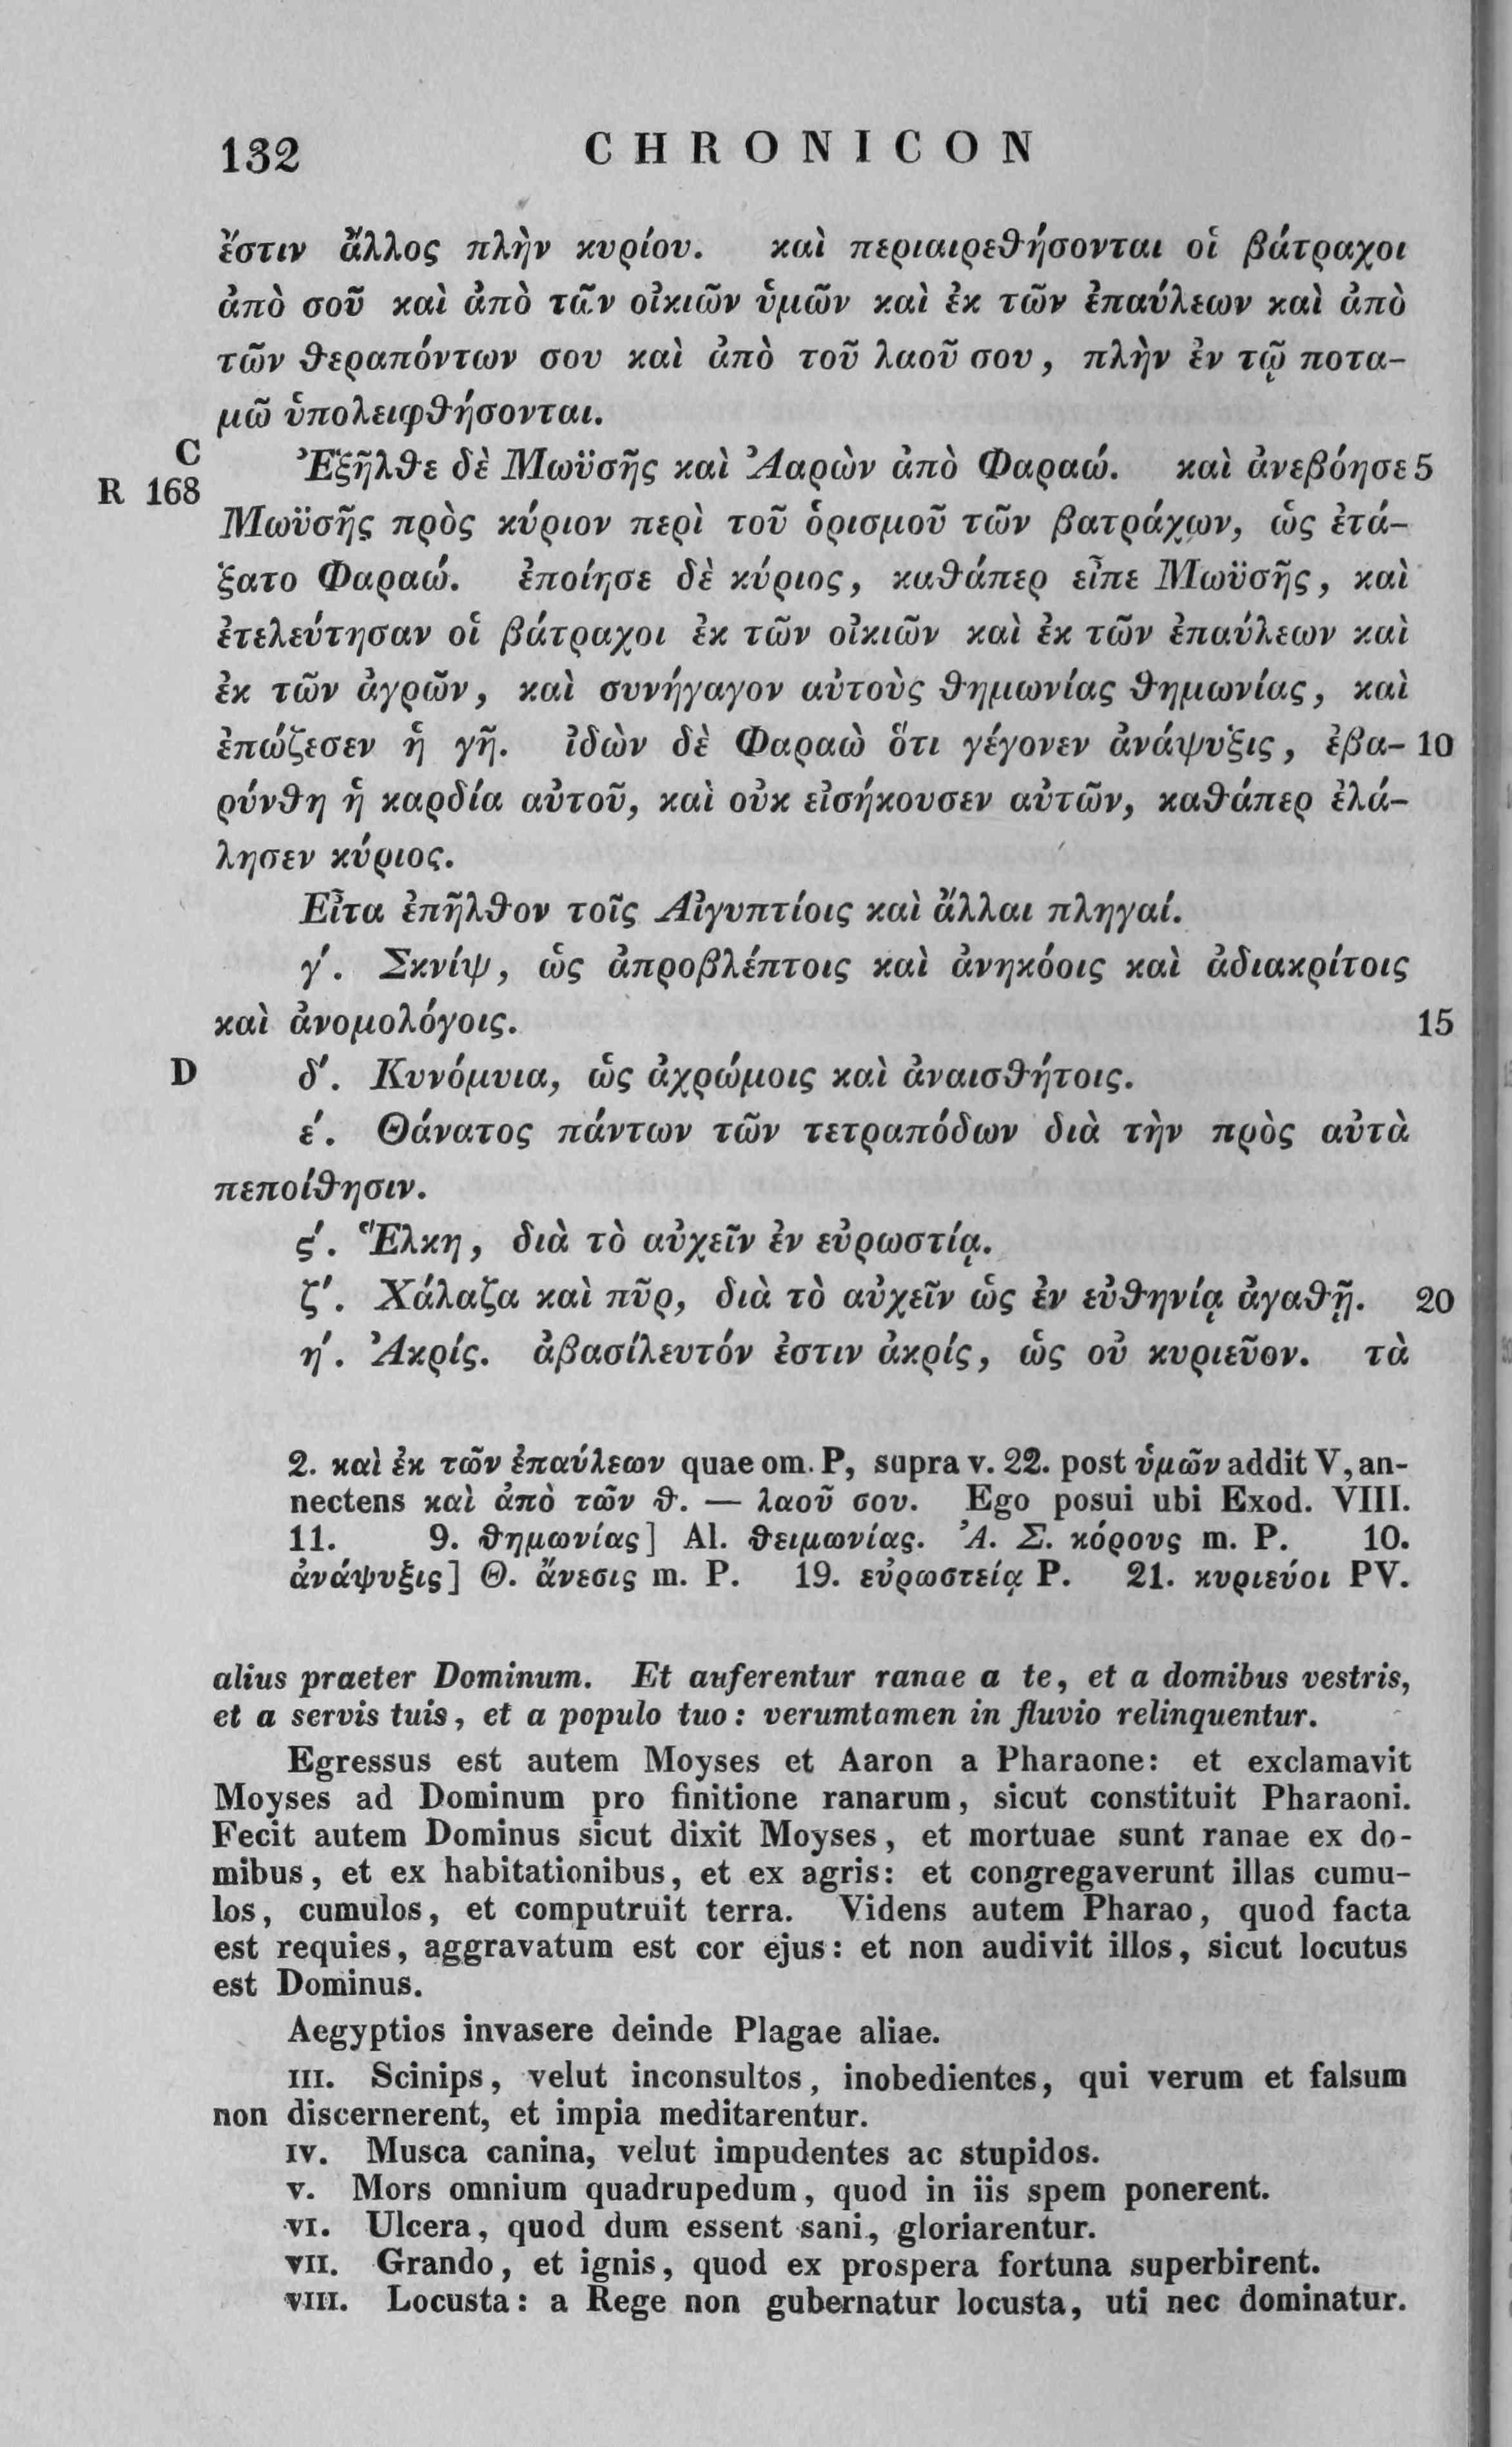 132 CHRONICON
ἔστιν ἄλλος πλὴν κυρίου. καὶ περιαιρεθήσονται οἱ βάτραχοι
ἀπὸ σοῦ καὶ ἀπὸ τῶν οἰκιῶν ὑμῶν καὶ ἐκ τῶν ἐπαύλεων καὶ ἀπὸ
τῶν θεραπόντων σου καὶ ἀπὸ τοῦ λαοῦ σου, πλὴν ἐν τῷ ποτα-
μῶ ὑπολειφθήσονται.
C
Ἐξῆλθε δὲ Μωϋσῆς καὶ Ἀαρὼν ἀπὸ Φαραώ. καὶ ἀνεβόησε 5
R 168
Μωϋσῆς πρὸς κύριον περὶ τοῦ ὁρισμοῦ τῶν βατράχων, ὡς ἐτά-
ξατο Φαραώ. ἐποίησε δὲ κύριος, καθάπερ εἶπε Μωϋσῆς, καὶ
ἐτελεύτησαν οἱ βάτραχοι ἐκ τῶν οἰκιῶν καὶ ἐκ τῶν ἐπαύλεων καὶ
ἐκ τῶν ἀγρῶν, καὶ συνήγαγον αὐτοὺς θημωνίας θημωνίας, καὶ
ἐπώζεσεν ἡ γῆ. ἰδὼν δὲ Φαραὼ ὅτι γέγονεν ἀνάψυξις, ἐβα- 10
ρύνθη ἡ καρδία αὐτοῦ, καὶ οὐκ εἰσήκουσεν αὐτῶν, καθάπερ ἐλά-
λησεν κύριος.
Εἶτα ἐπῆλθον τοῖς Αἰγυπτίοις καὶ ἄλλαι πληγαί.
γ΄. Σκνίψ, ὡς ἀπροβλέπτοις καὶ ἀνηκόοις καὶ ἀδιακρίτοις
καὶ ἀνομολόγοις. 15
D δ΄. Κυνόμυια, ὡς ἀχρώμοις καὶ ἀναισθήτοις.
ε΄. Θάνατος πάντων τῶν τετραπόδων διὰ τὴν πρὸς αὐτὰ
πεποίθησιν.
ς΄. Ἕλκη, διὰ τὸ αὐχεῖν ἐν εὐρωστίᾳ.
ζ΄. Χάλαζα καὶ πῦρ, διὰ τὸ αὐχεῖν ὡς ἐν εὐθηνίᾳ ἀγαθῇ. 20
η΄. Ἀκρίς. ἀβασίλευτόν ἐστιν ἀκρίς, ὡς οὐ κυριεῦον. τὰ
2. καὶ ἐκ τῶν ἐπαύλεων quae om. P, supra v. 22. post ὑμῶν addit V, an-
nectens καὶ ἀπὸ τῶν θ. — λαοῦ σου. Ego posui ubi Exod. VIII.
11. 9. θημωνίας] Al. θειμωνίας. Ἀ. Σ. κόρους m. P. 10.
ἀνάψυξις] Θ. ἄνεσις m. P. 19. εὐρωστείᾳ P. 21. κυριεύοι PV.
alius praeter Dominum. Et auferentur ranae a te, et a domibus vestris,
et a servis tuis, et a populo tuo: verumtamen in fluvio relinquentur.
Egressus est autem Moyses et Aaron a Pharaone: et exclamavit
Moyses ad Dominum pro finitione ranarum, sicut constituit Pharaoni.
Fecit autem Dominus sicut dixit Moyses, et mortuae sunt ranae ex do-
mibus, et ex habitationibus, et ex agris: et congregaverunt illas cumu-
los, cumulos, et computruit terra. Videns autem Pharao, quod facta
est requies, aggravatum est cor ejus: et non audivit illos, sicut locutus
est Dominus.
Aegyptios invasere deinde Plagae aliae.
III. Scinips, velut inconsultos, inobedientes, qui verum et falsum
non discernerent, et impia meditarentur.
IV. Musca canina, velut impudentes ac stupidos.
V. Mors omnium quadrupedum, quod in iis spem ponerent.
VI. Ulcera, quod dum essent sani, gloriarentur.
VII. Grando, et ignis, quod ex prospera fortuna superbirent.
VIII. Locusta: a Rege non gubernatur locusta, uti nec dominatur.